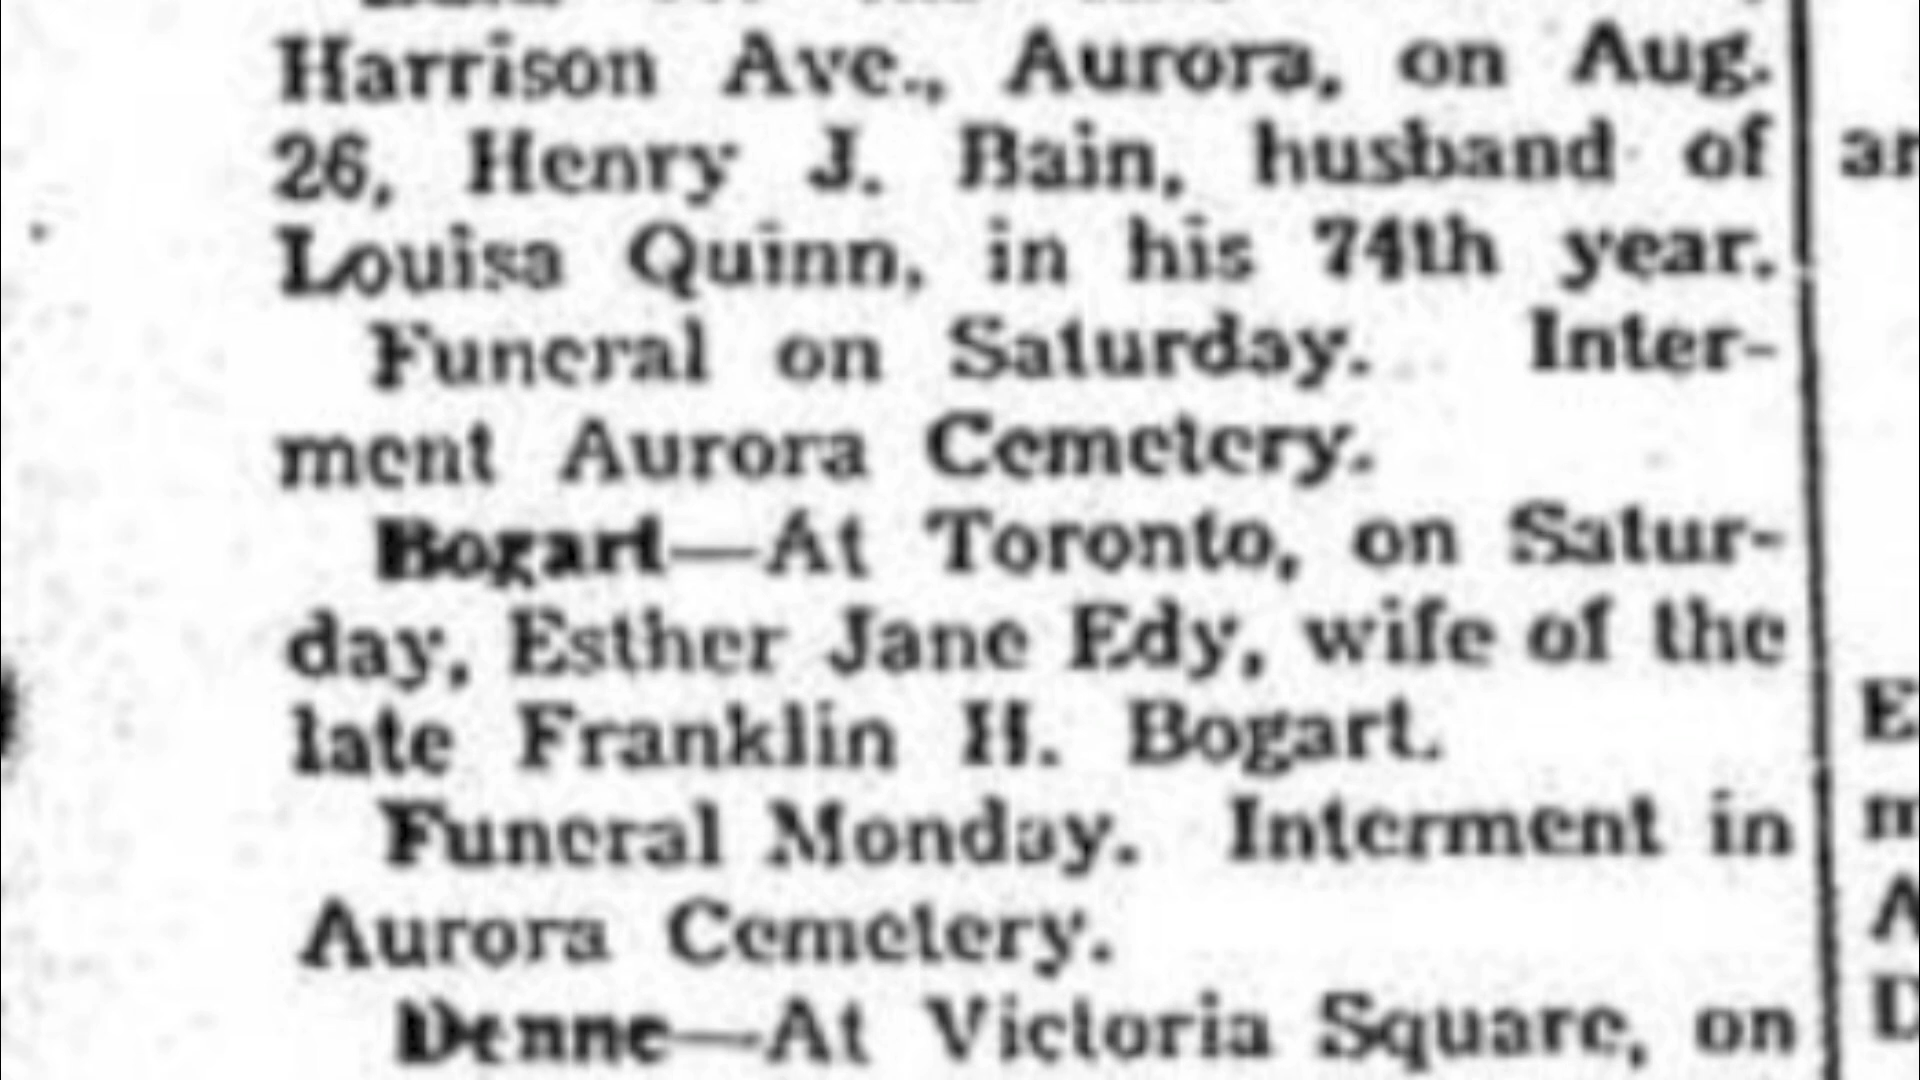 Harrison Ave., Aurora, on Aug.
26, Henry J. Bain, husband of
Louisa Quinn, in his 74th year.
Funeral on Saturday. Inter-
ment Aurora Cemetery.
Bogart—At Toronto, on Satur-
day, Esther Jane Edy, wife of the
late Franklin H. Bogart.
Funeral Monday. Interment in
Aurora Cemetery.
Denne—At Victoria Square, on